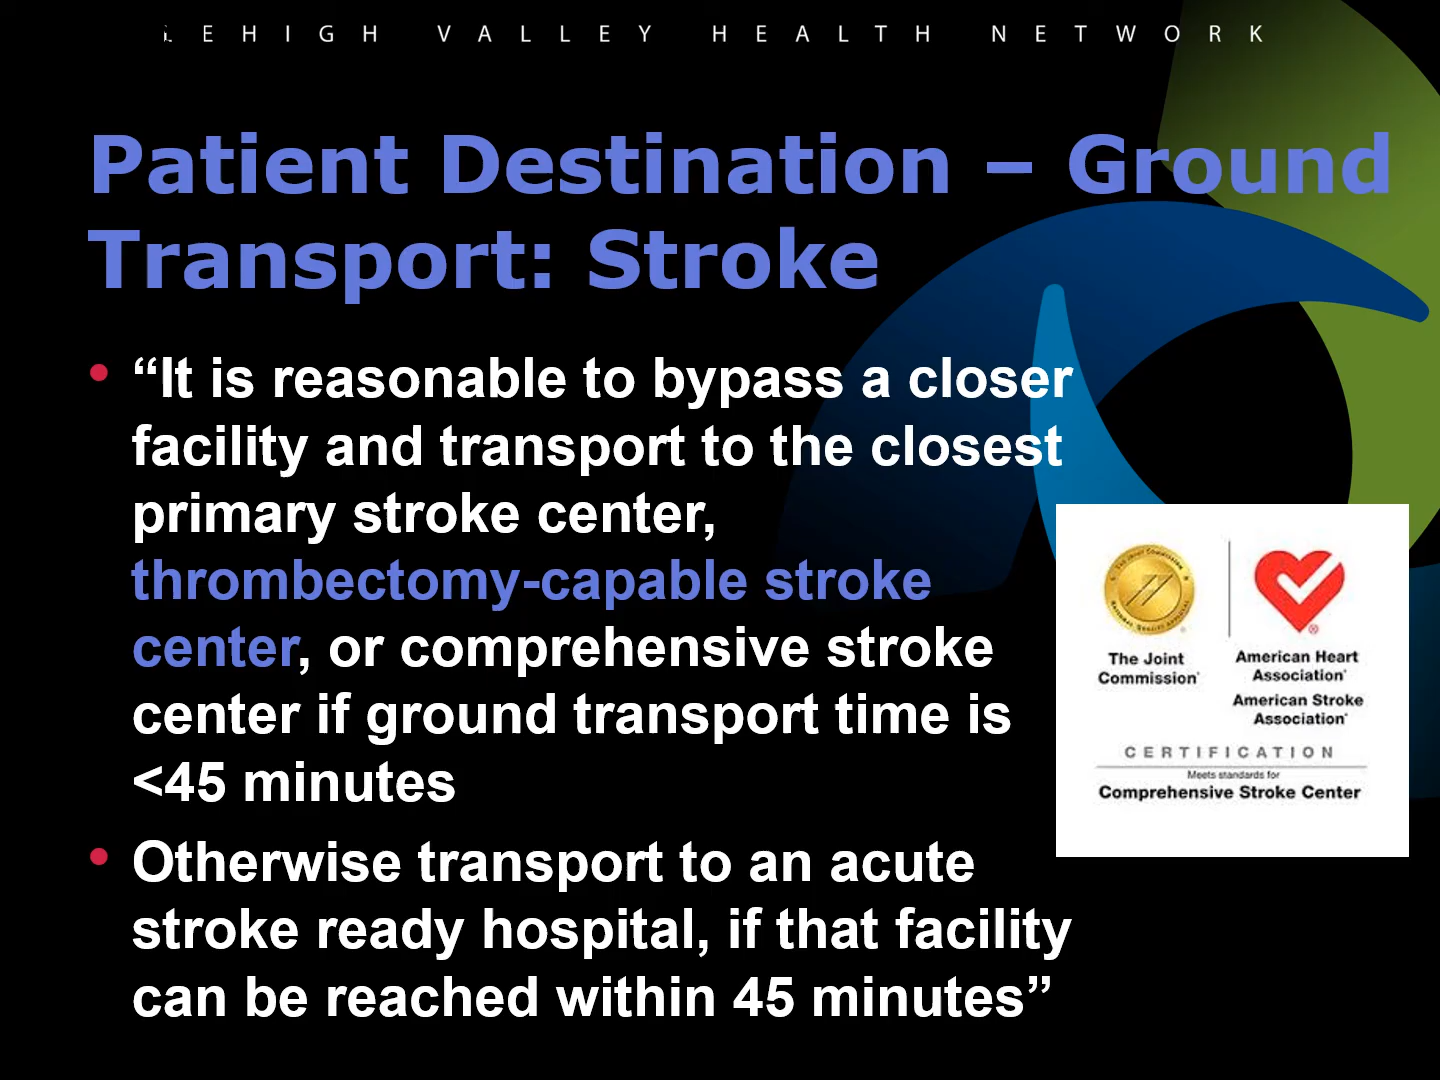 LEHIGH VALLEY HEALTH NETWORK
Patient Destination – Ground
Transport: Stroke
• “It is reasonable to bypass a closer
facility and transport to the closest
primary stroke center,
thrombectomy-capable stroke
center, or comprehensive stroke
center if ground transport time is
<45 minutes
• Otherwise transport to an acute
stroke ready hospital, if that facility
can be reached within 45 minutes”
The Joint
Commission
American Heart
Association
American Stroke
Association
CERTIFICATION
Meets standards for
Comprehensive Stroke Center